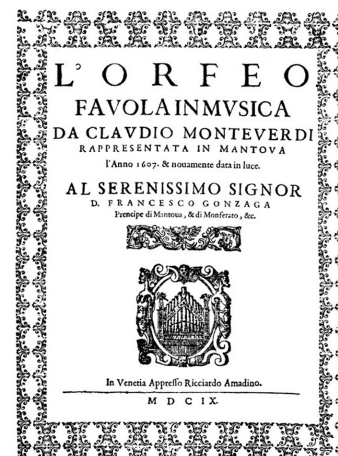 L'ORFEO
FAVOLA IN MVSICA
DA CLAVDIO MONTEVERDI
RAPPRESENTATA IN MANTOVA
l'Anno 1607. & nouamente data in luce.
AL SERENISSIMO SIGNOR
D. FRANCESCO GONZAGA
Prencipe di Mantoua, & di Monferato, &c.
In Venetia Appresso Ricciardo Amadino.
M D C IX.